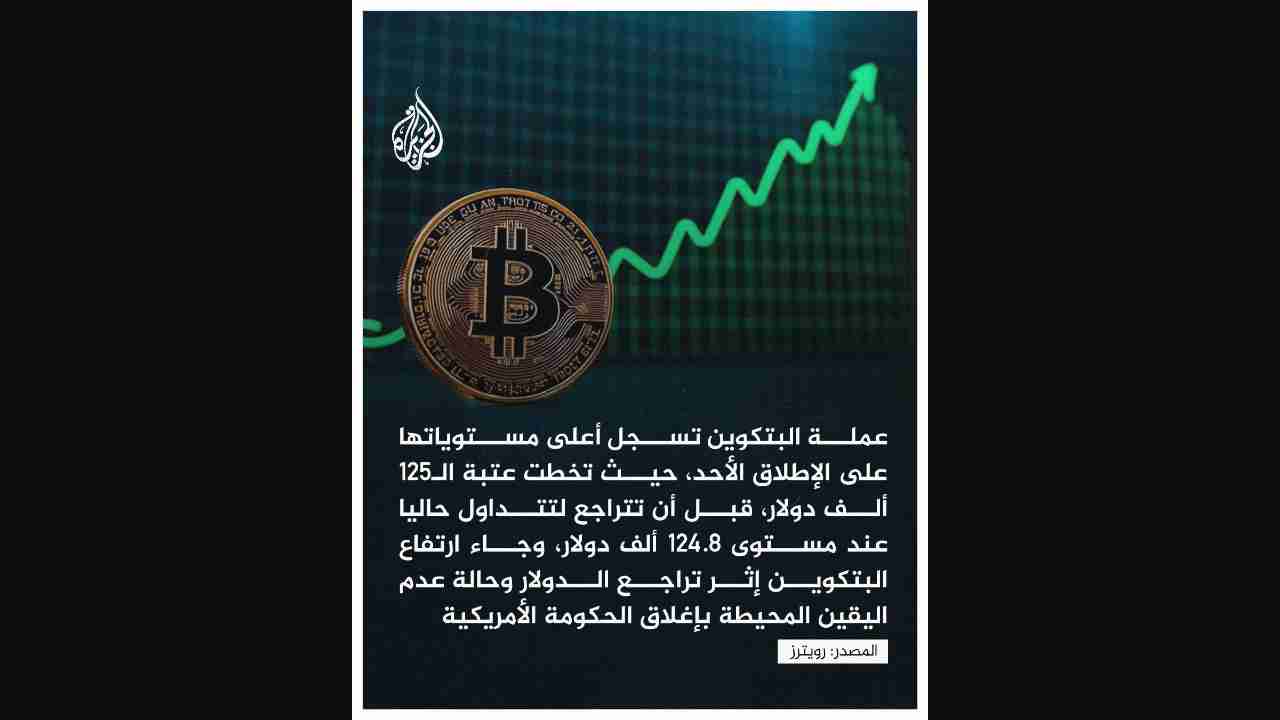 الجزيرة
عملة البتكوين تسجل أعلى مستوياتها
على الإطلاق الأحد، حيث تخطت عتبة الـ125
ألف دولار، قبل أن تتراجع لتتداول حاليا
عند مستوى 124.8 ألف دولار، وجاء ارتفاع
البتكوين إثر تراجع الدولار وحالة عدم
اليقين المحيطة بإغلاق الحكومة الأمريكية
المصدر: رويترز